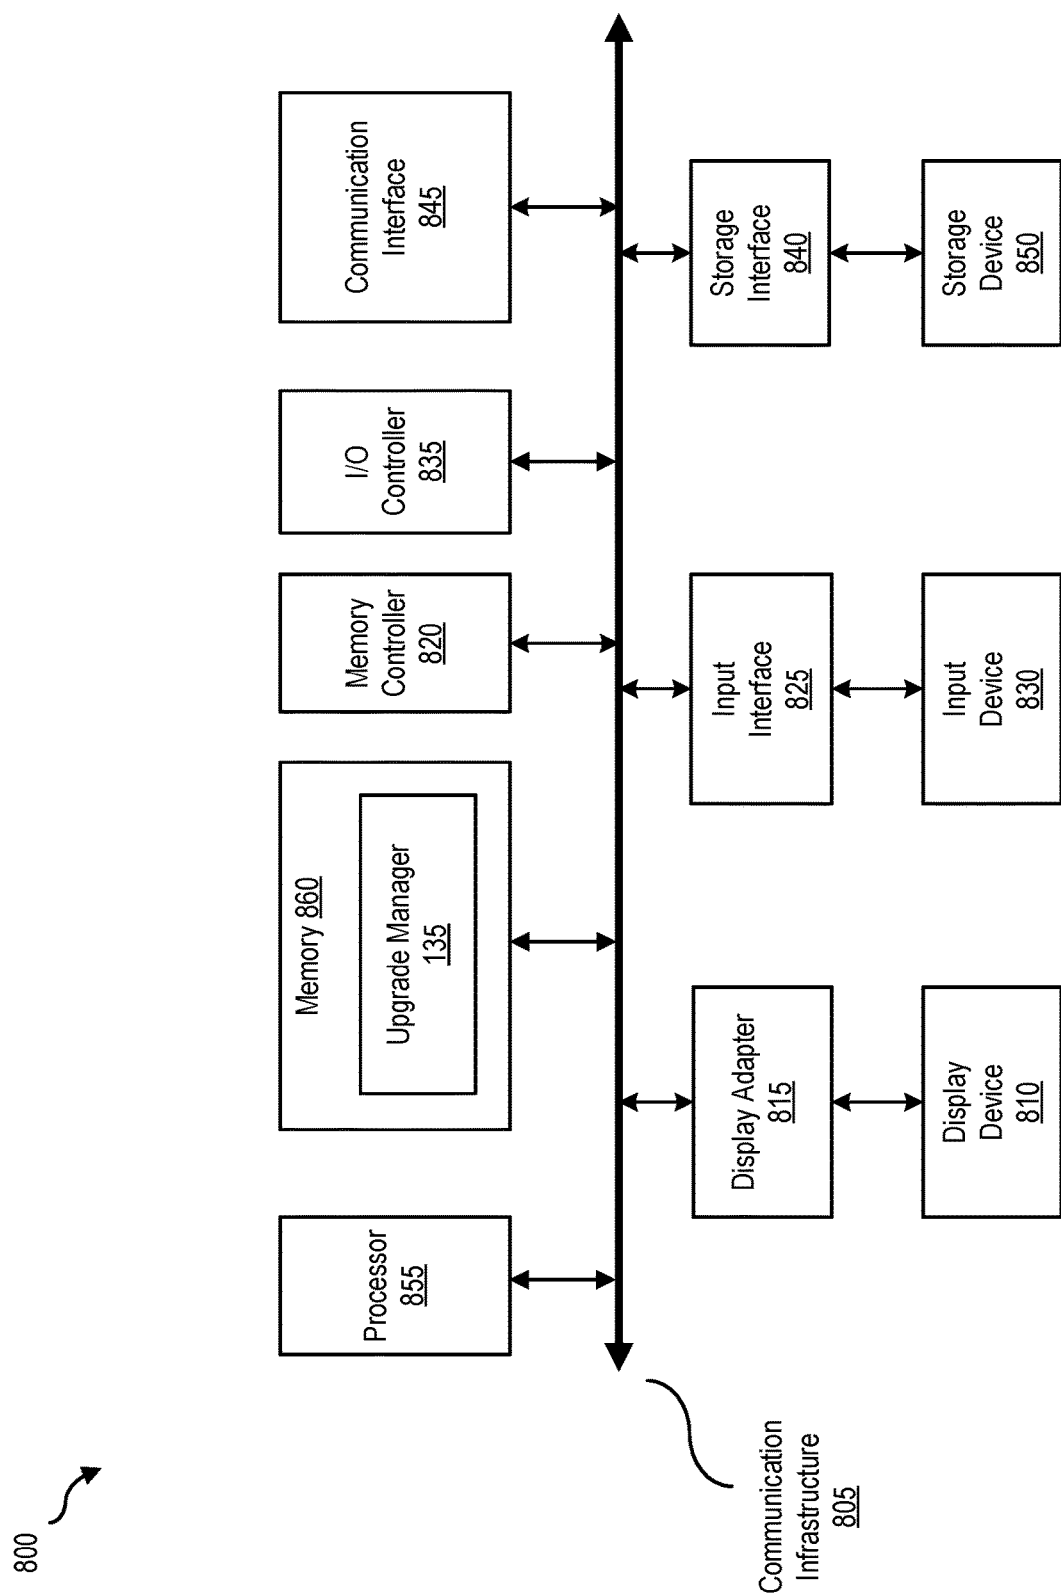 800
Processor
855
Memory 860
Upgrade Manager
135
Memory
Controller
820
I/O
Controller
835
Communication
Interface
845
Communication
Infrastructure
805
Display Adapter
815
Input
Interface
825
Storage
Interface
840
Display
Device
810
Input
Device
830
Storage
Device
850